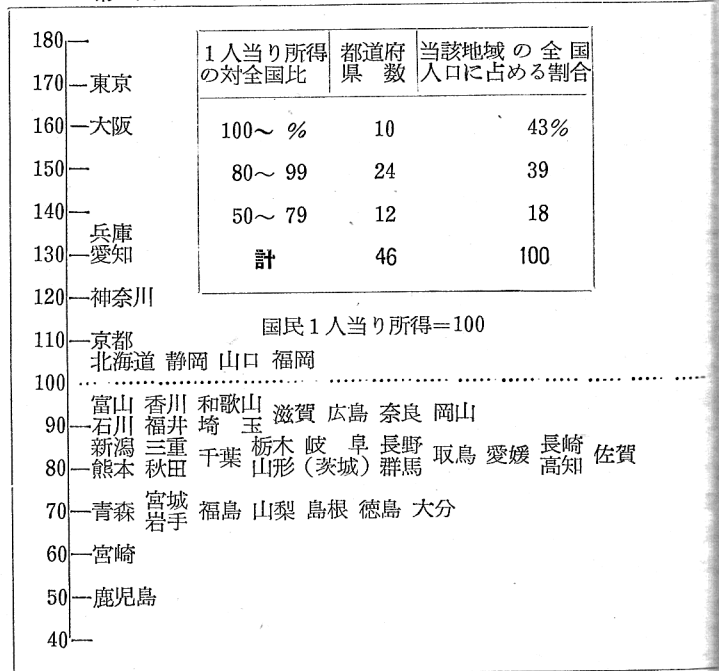 180
170 東京
160 大阪
150
140
兵庫
130 愛知
120 神奈川
110 京都
北海道 静岡 山口 福岡
100
富山 香川 和歌山 滋賀 広島 奈良 岡山
90 石川 福井 埼玉
新潟 三重 千葉 栃木 岐阜 長野 取鳥 愛媛 長崎 佐賀
80 熊本 秋田 山形 (茨城) 群馬 高知
宮城
70 青森 岩手 福島 山梨 島根 徳島 大分
60 宮崎
50 鹿児島
40
1人当り所得の対全国比 都道府県数 当該地域の全国人口に占める割合
100～ % 10 43%
80～ 99 24 39
50～ 79 12 18
計 46 100
国民1人当り所得=100